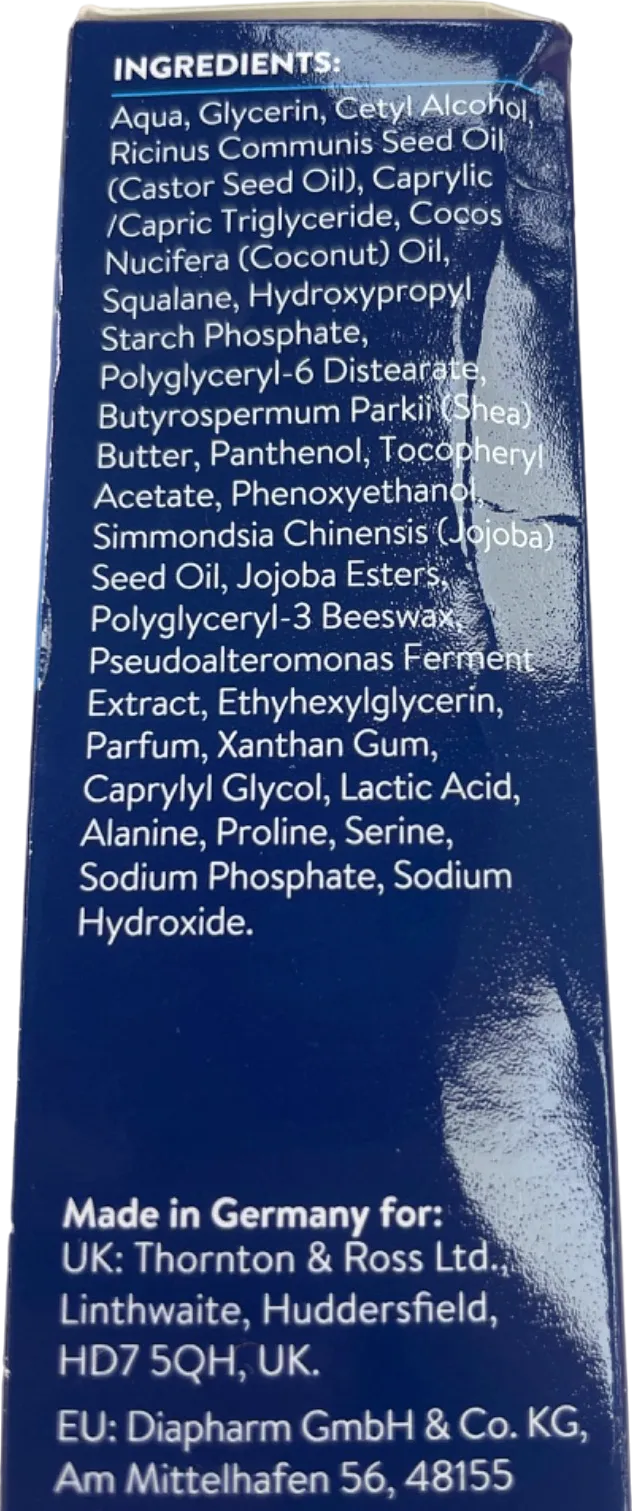 INGREDIENTS:
Aqua, Glycerin, Cetyl Alcohol,
Ricinus Communis Seed Oil
(Castor Seed Oil), Caprylic
/Capric Triglyceride, Cocos
Nucifera (Coconut) Oil,
Squalane, Hydroxypropyl
Starch Phosphate,
Polyglyceryl-6 Distearate,
Butyrospermum Parkii (Shea)
Butter, Panthenol, Tocopheryl
Acetate, Phenoxyethanol,
Simmondsia Chinensis (Jojoba)
Seed Oil, Jojoba Esters,
Polyglyceryl-3 Beeswax,
Pseudoalteromonas Ferment
Extract, Ethyhexylglycerin,
Parfum, Xanthan Gum,
Caprylyl Glycol, Lactic Acid,
Alanine, Proline, Serine,
Sodium Phosphate, Sodium
Hydroxide.
Made in Germany for:
UK: Thornton & Ross Ltd.,
Linthwaite, Huddersfield,
HD7 5QH, UK.
EU: Diapharm GmbH & Co. KG,
Am Mittelhafen 56, 48155